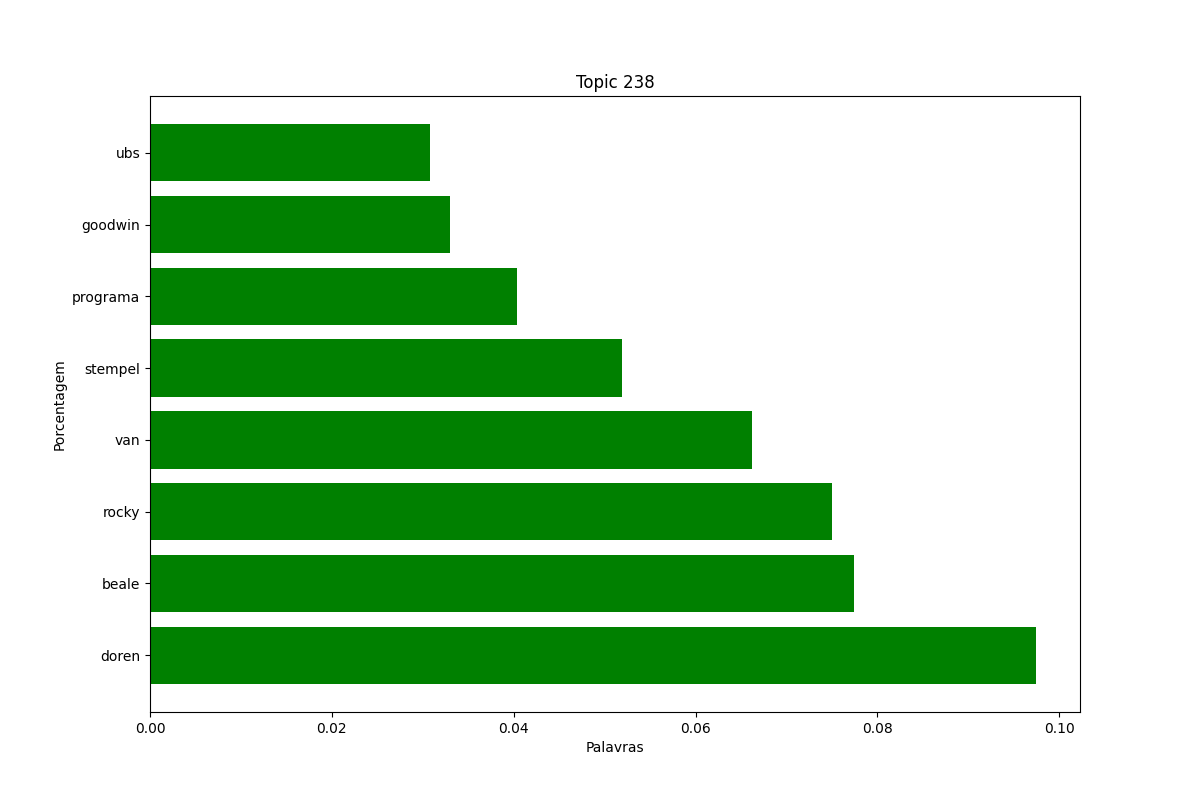 Topic 238
ubs
goodwin
programa
stempel
van
rocky
beale
doren
Porcentagem
0.00 0.02 0.04 0.06 0.08 0.10
Palavras